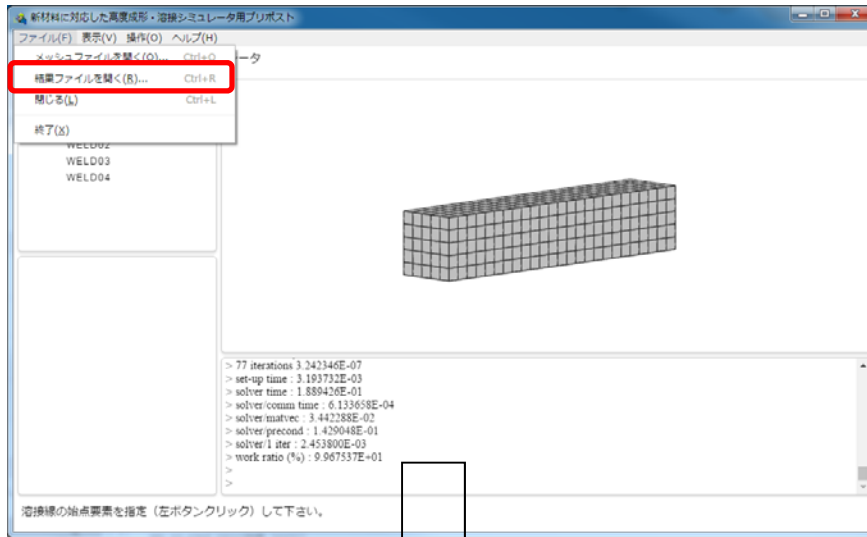 新材料に対応した高度成形・溶接シミュレータ用プリポスト
ファイル(F) 表示(V) 操作(O) ヘルプ(H)
メッシュファイルを開く(O)... Ctrl+O
ータ
結果ファイルを開く(R)... Ctrl+R
閉じる(L) Ctrl+L
終了(X)
WELD02
WELD03
WELD04
> 77 iterations 3.242346E-07
> set-up time : 3.193732E-03
> solver time : 1.889426E-01
> solver/comm time : 6.133658E-04
> solver/matvec : 3.442288E-02
> solver/precond : 1.429048E-01
> solver/1 iter : 2.453800E-03
> work ratio (%) : 9.967537E+01
>
>
溶接線の始点要素を指定（左ボタンクリック）して下さい。